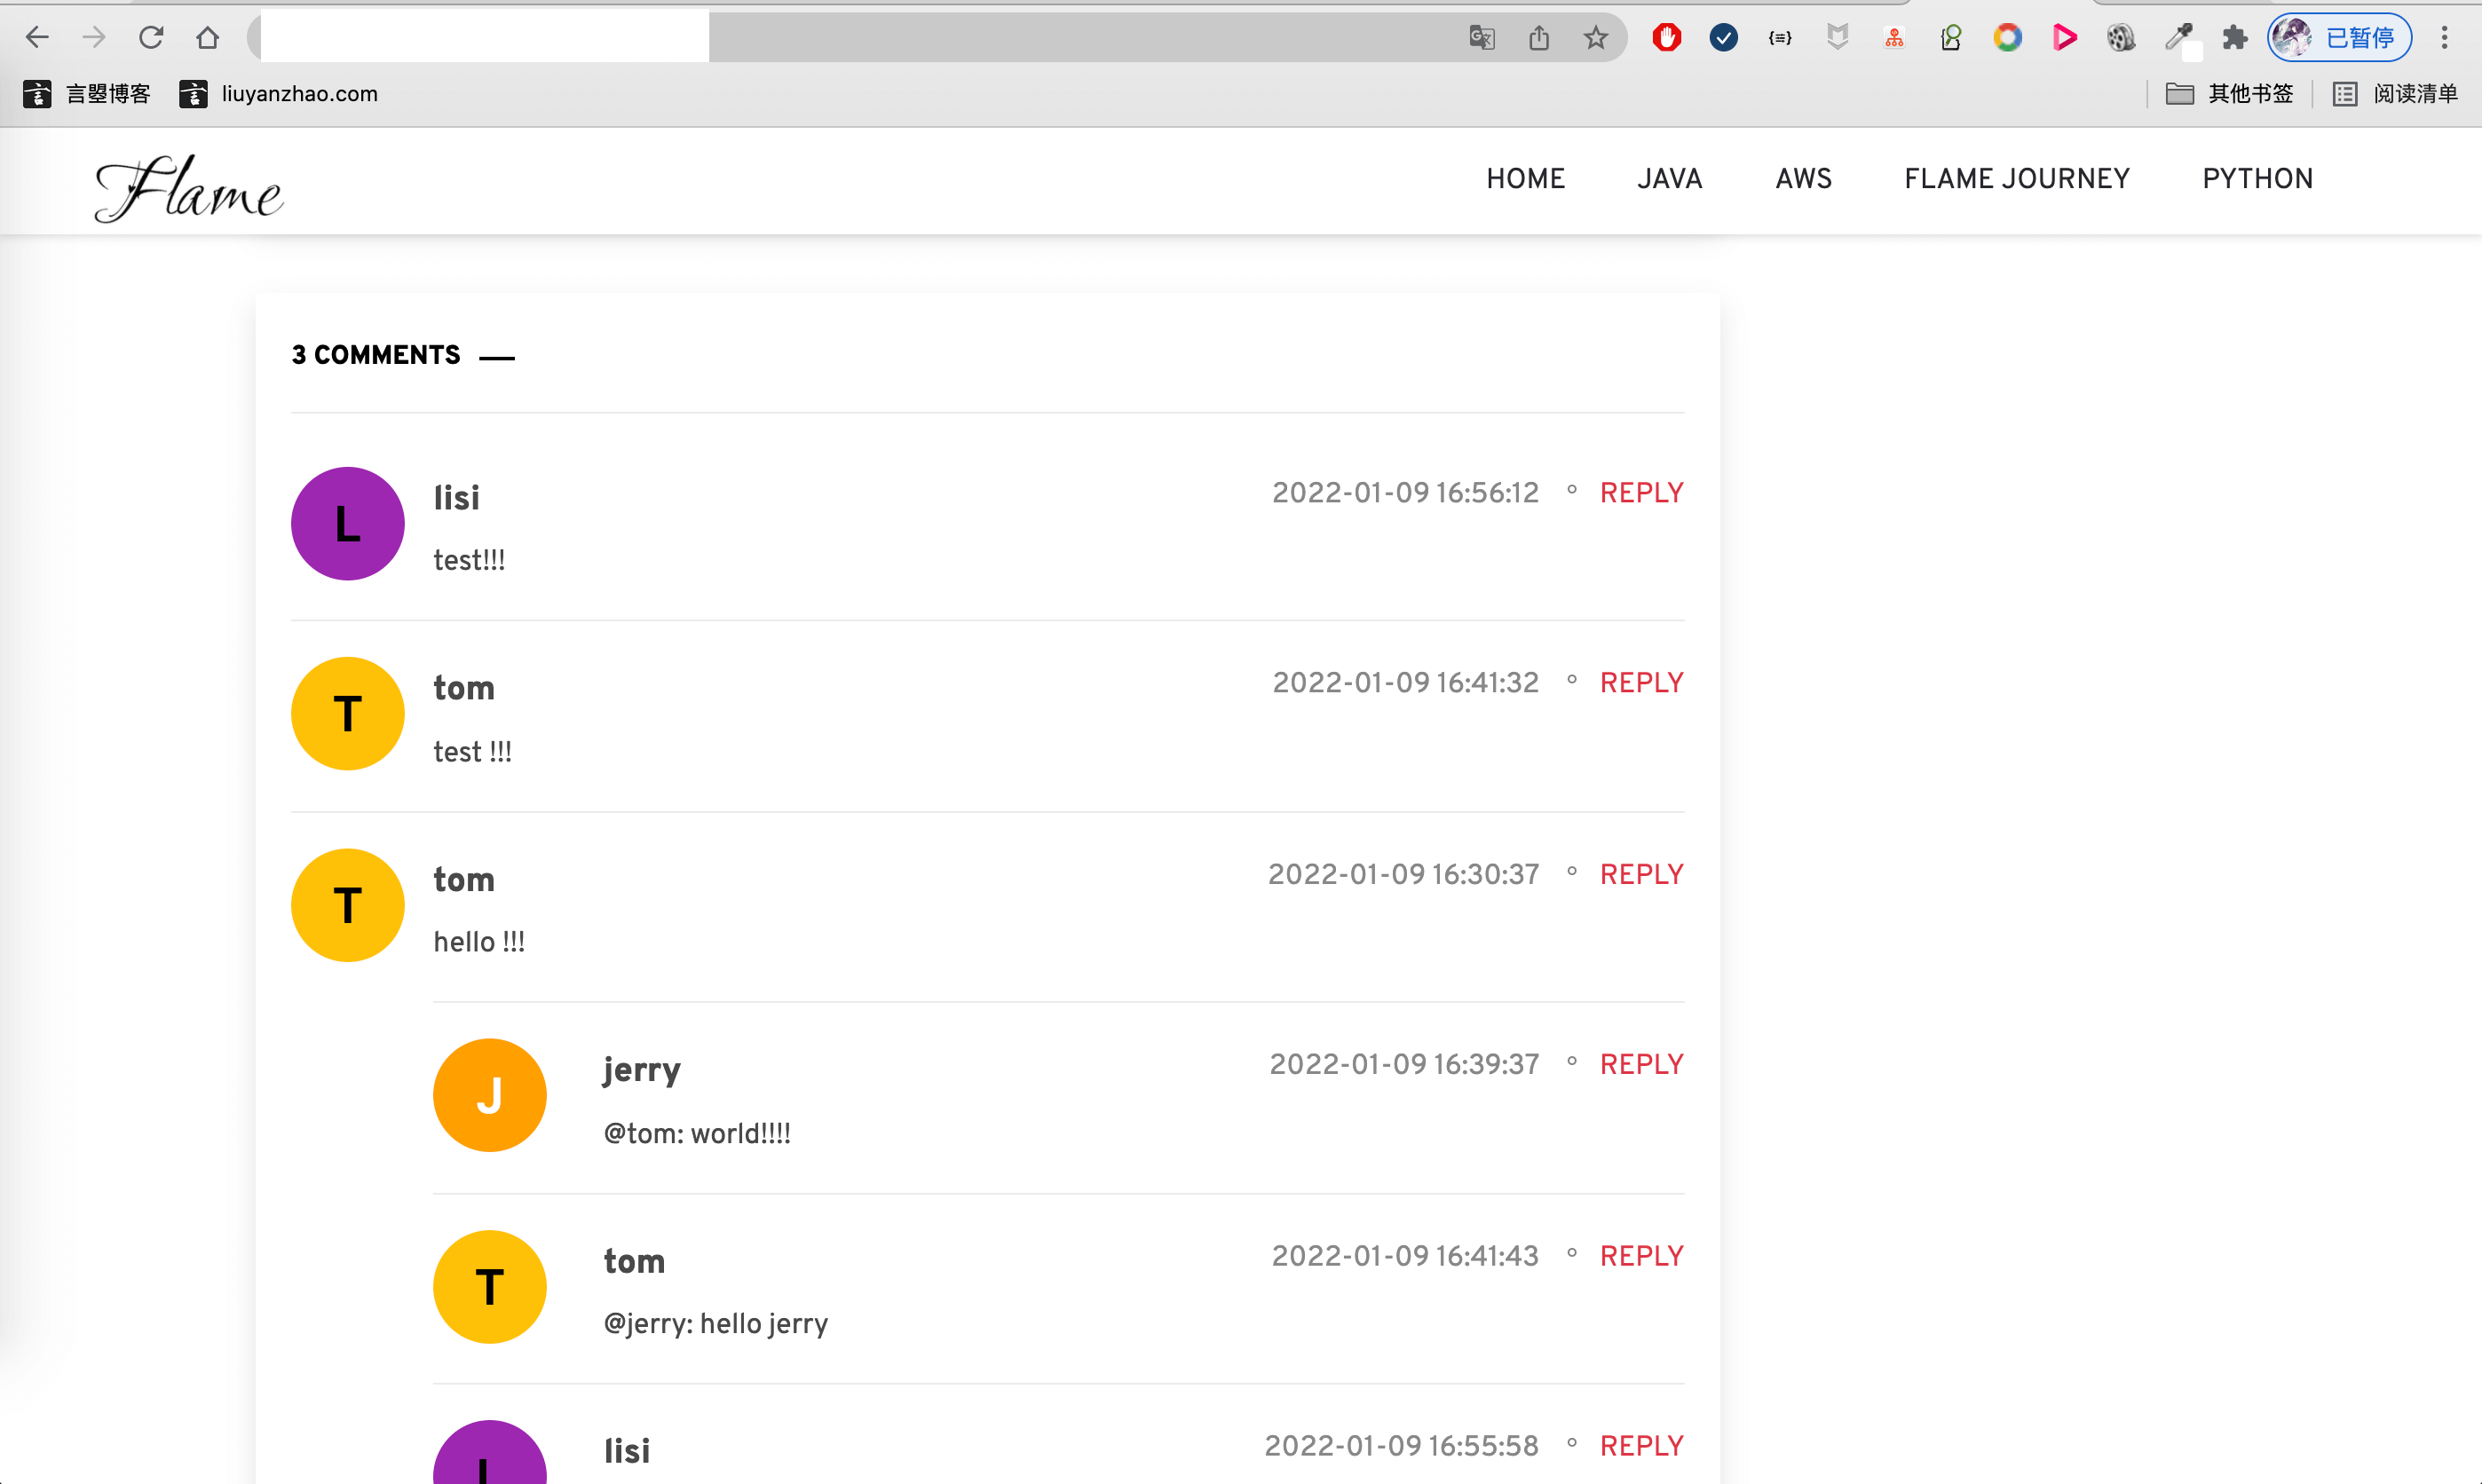 已暂停
言曌博客
liuyanzhao.com
其他书签
阅读清单
Flame
HOME
JAVA
AWS
FLAME JOURNEY
PYTHON
3 COMMENTS
L
lisi
2022-01-09 16:56:12
REPLY
test!!!
T
tom
2022-01-09 16:41:32
REPLY
test !!!
T
tom
2022-01-09 16:30:37
REPLY
hello !!!
J
jerry
2022-01-09 16:39:37
REPLY
@tom: world!!!!
T
tom
2022-01-09 16:41:43
REPLY
@jerry: hello jerry
L
lisi
2022-01-09 16:55:58
REPLY